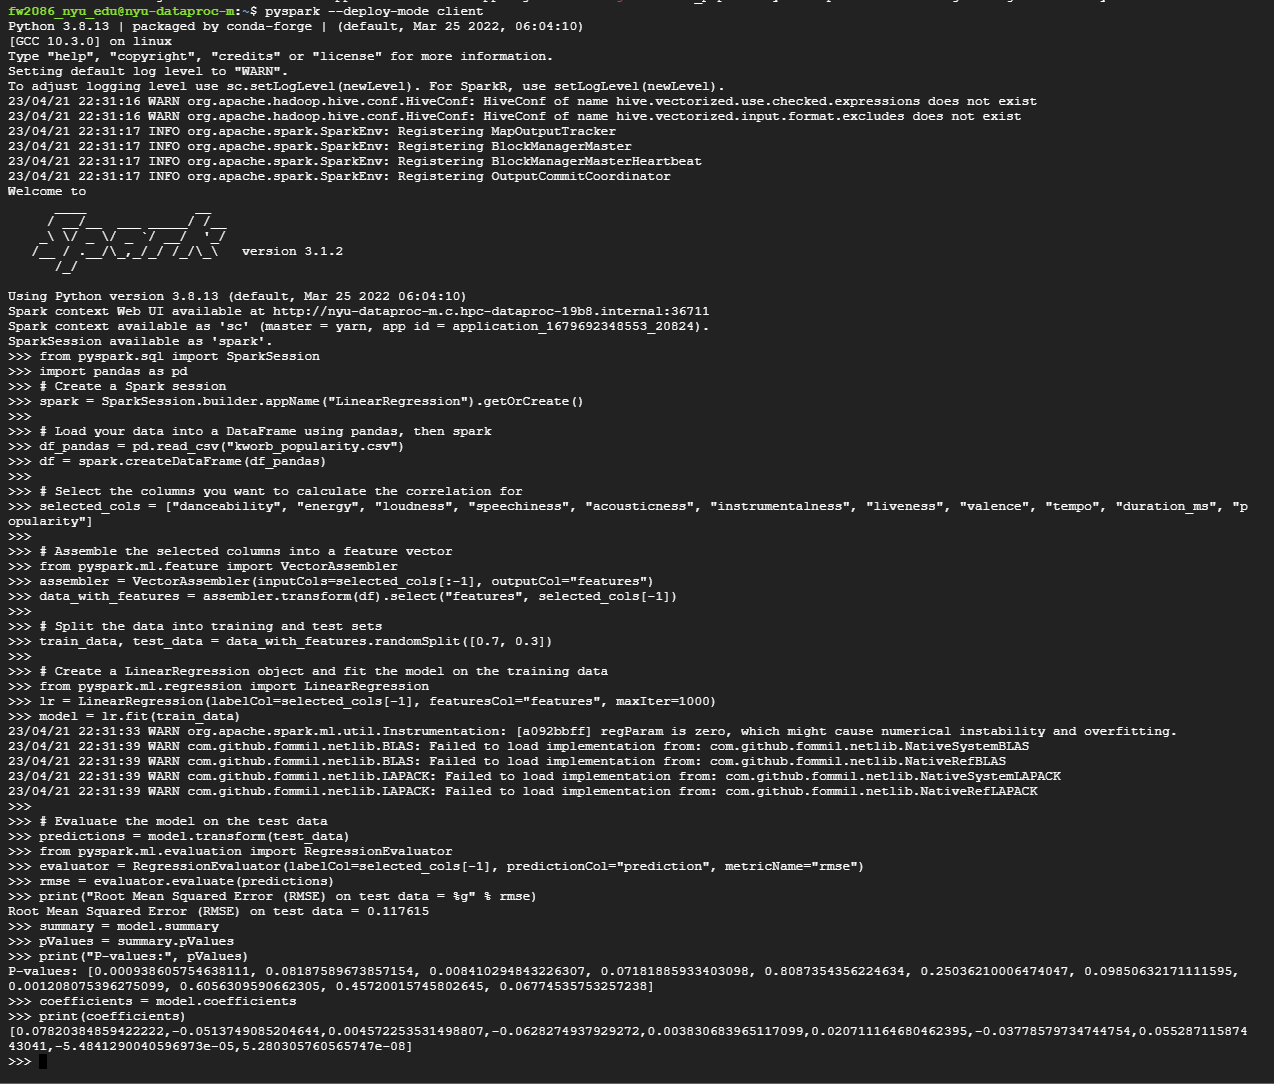 fw2086_nyu_edu@nyu-dataproc-m:~$ pyspark --deploy-mode client
Python 3.8.13 | packaged by conda-forge | (default, Mar 25 2022, 06:04:10)
[GCC 10.3.0] on linux
Type "help", "copyright", "credits" or "license" for more information.
Setting default log level to "WARN".
To adjust logging level use sc.setLogLevel(newLevel). For SparkR, use setLogLevel(newLevel).
23/04/21 22:31:16 WARN org.apache.hadoop.hive.conf.HiveConf: HiveConf of name hive.vectorized.use.checked.expressions does not exist
23/04/21 22:31:16 WARN org.apache.hadoop.hive.conf.HiveConf: HiveConf of name hive.vectorized.input.format.excludes does not exist
23/04/21 22:31:17 INFO org.apache.spark.SparkEnv: Registering MapOutputTracker
23/04/21 22:31:17 INFO org.apache.spark.SparkEnv: Registering BlockManagerMaster
23/04/21 22:31:17 INFO org.apache.spark.SparkEnv: Registering BlockManagerMasterHeartbeat
23/04/21 22:31:17 INFO org.apache.spark.SparkEnv: Registering OutputCommitCoordinator
Welcome to
      ____              __
     / __/__  ___ _____/ /__
    _\ \/ _ \/ _ `/ __/  '_/
   /__ / .__/\_,_/_/ /_/\_\   version 3.1.2
      /_/
Using Python version 3.8.13 (default, Mar 25 2022 06:04:10)
Spark context Web UI available at http://nyu-dataproc-m.c.hpc-dataproc-19b8.internal:36711
Spark context available as 'sc' (master = yarn, app id = application_1679692348553_20824).
SparkSession available as 'spark'.
>>> from pyspark.sql import SparkSession
>>> import pandas as pd
>>> # Create a Spark session
>>> spark = SparkSession.builder.appName("LinearRegression").getOrCreate()
>>>
>>> # Load your data into a DataFrame using pandas, then spark
>>> df_pandas = pd.read_csv("kworb_popularity.csv")
>>> df = spark.createDataFrame(df_pandas)
>>>
>>> # Select the columns you want to calculate the correlation for
>>> selected_cols = ["danceability", "energy", "loudness", "speechiness", "acousticness", "instrumentalness", "liveness", "valence", "tempo", "duration_ms", "p
opularity"]
>>>
>>> # Assemble the selected columns into a feature vector
>>> from pyspark.ml.feature import VectorAssembler
>>> assembler = VectorAssembler(inputCols=selected_cols[:-1], outputCol="features")
>>> data_with_features = assembler.transform(df).select("features", selected_cols[-1])
>>>
>>> # Split the data into training and test sets
>>> train_data, test_data = data_with_features.randomSplit([0.7, 0.3])
>>>
>>> # Create a LinearRegression object and fit the model on the training data
>>> from pyspark.ml.regression import LinearRegression
>>> lr = LinearRegression(labelCol=selected_cols[-1], featuresCol="features", maxIter=1000)
>>> model = lr.fit(train_data)
23/04/21 22:31:33 WARN org.apache.spark.ml.util.Instrumentation: [a092bbff] regParam is zero, which might cause numerical instability and overfitting.
23/04/21 22:31:39 WARN com.github.fommil.netlib.BLAS: Failed to load implementation from: com.github.fommil.netlib.NativeSystemBLAS
23/04/21 22:31:39 WARN com.github.fommil.netlib.BLAS: Failed to load implementation from: com.github.fommil.netlib.NativeRefBLAS
23/04/21 22:31:39 WARN com.github.fommil.netlib.LAPACK: Failed to load implementation from: com.github.fommil.netlib.NativeSystemLAPACK
23/04/21 22:31:39 WARN com.github.fommil.netlib.LAPACK: Failed to load implementation from: com.github.fommil.netlib.NativeRefLAPACK
>>>
>>> # Evaluate the model on the test data
>>> predictions = model.transform(test_data)
>>> from pyspark.ml.evaluation import RegressionEvaluator
>>> evaluator = RegressionEvaluator(labelCol=selected_cols[-1], predictionCol="prediction", metricName="rmse")
>>> rmse = evaluator.evaluate(predictions)
>>> print("Root Mean Squared Error (RMSE) on test data = %g" % rmse)
Root Mean Squared Error (RMSE) on test data = 0.117615
>>> summary = model.summary
>>> pValues = summary.pValues
>>> print("P-values:", pValues)
P-values: [0.000938605754638111, 0.08187589673857154, 0.008410294843226307, 0.07181885933403098, 0.8087354356224634, 0.25036210006474047, 0.09850632171111595,
0.001208075396275099, 0.6056309590662305, 0.45720015745802645, 0.06774535753257238]
>>> coefficients = model.coefficients
>>> print(coefficients)
[0.07820384859422222,-0.0513749085204644,0.004572253531498807,-0.0628274937929272,0.003830683965117099,0.020711164680462395,-0.03778579734744754,0.055287115874
43041,-5.4841290040596973e-05,5.280305760565747e-08]
>>>